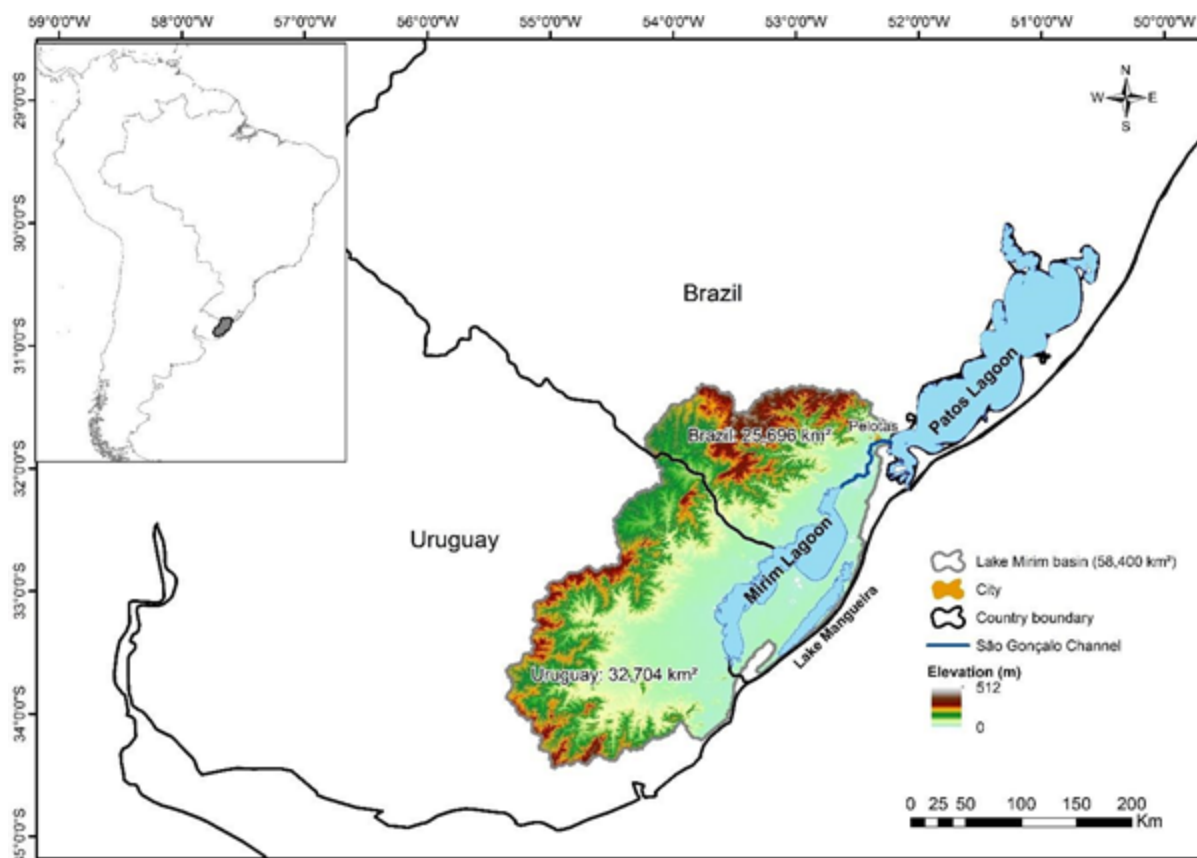 59°0'0"W 58°0'0"W 57°0'0"W 56°0'0"W 55°0'0"W 54°0'0"W 53°0'0"W 52°0'0"W 51°0'0"W 50°0'0"W
29°0'0"S
30°0'0"S
31°0'0"S
32°0'0"S
33°0'0"S
34°0'0"S
35°0'0"S
N
W E
S
Brazil
Patos Lagoon
Pelotas
Brazil: 25,696 km²
Uruguay
Mirim Lagoon
Lake Mangueira
Uruguay: 32,704 km²
Lake Mirim basin (58,400 km²)
City
Country boundary
São Gonçalo Channel
Elevation (m)
512
0
0 25 50 100 150 200
Km